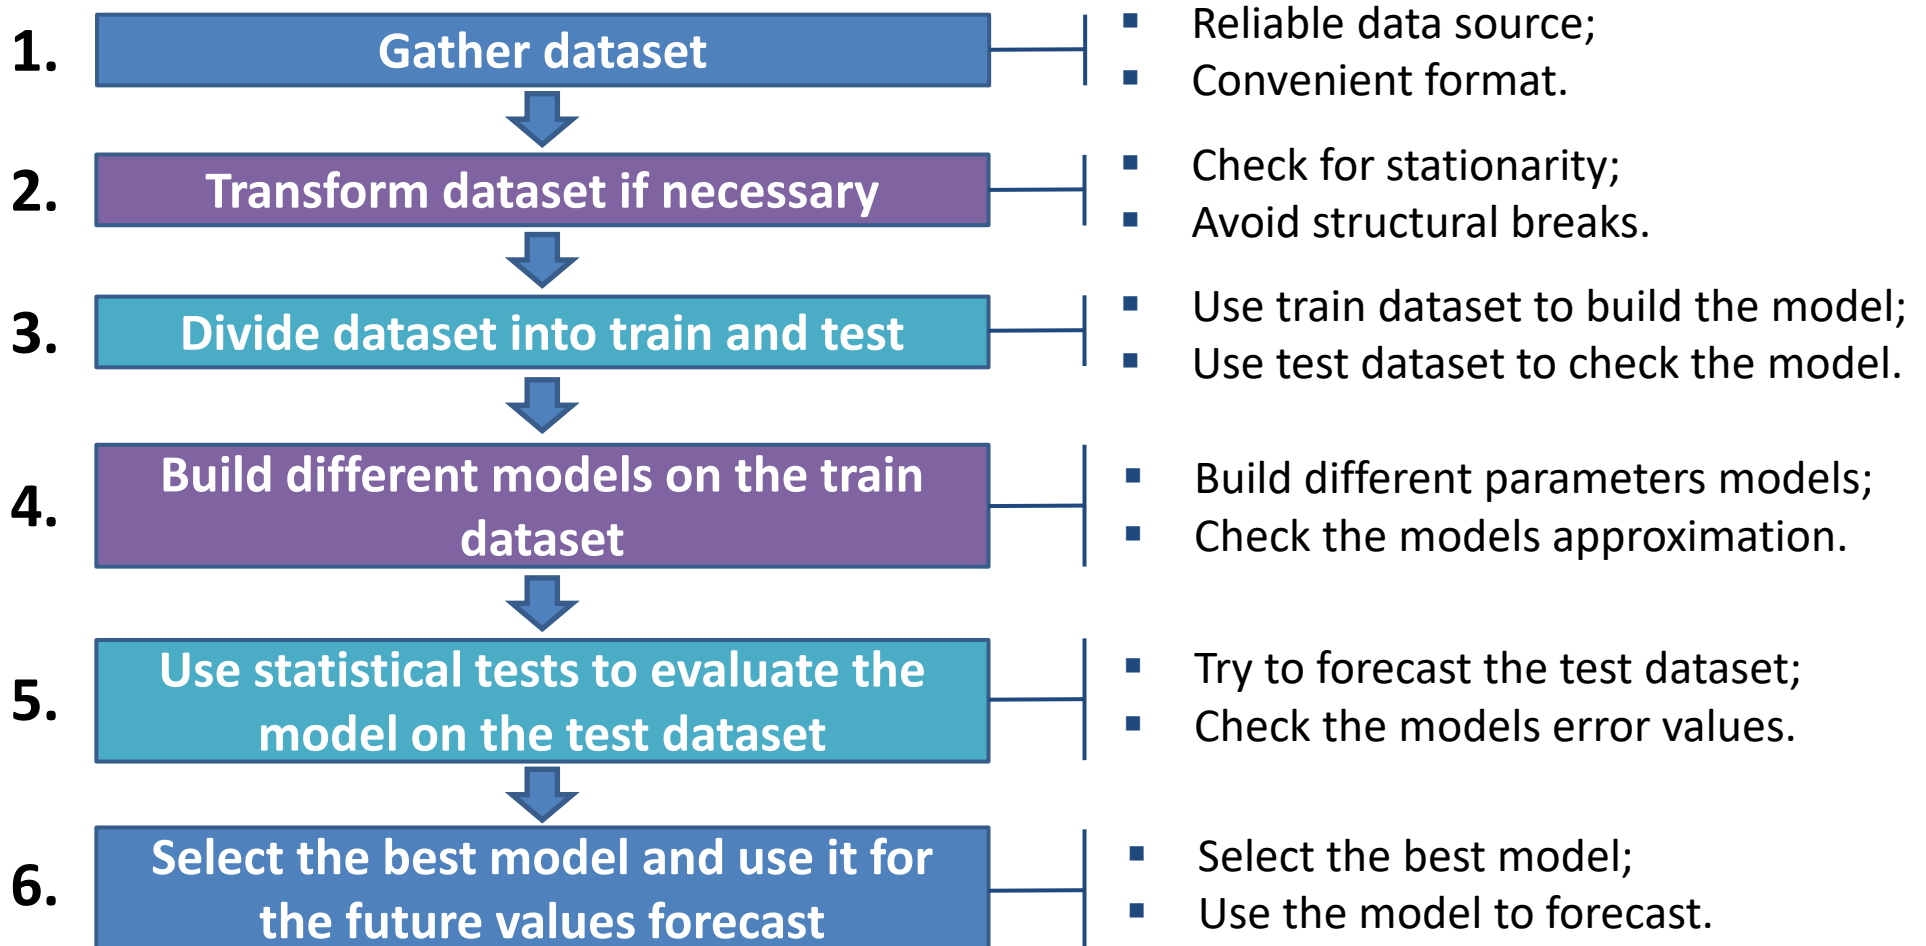 1.
Gather dataset
▪ Reliable data source;
▪ Convenient format.
2.
Transform dataset if necessary
▪ Check for stationarity;
▪ Avoid structural breaks.
3.
Divide dataset into train and test
▪ Use train dataset to build the model;
▪ Use test dataset to check the model.
4.
Build different models on the train
dataset
▪ Build different parameters models;
▪ Check the models approximation.
5.
Use statistical tests to evaluate the
model on the test dataset
▪ Try to forecast the test dataset;
▪ Check the models error values.
6.
Select the best model and use it for
the future values forecast
▪ Select the best model;
▪ Use the model to forecast.